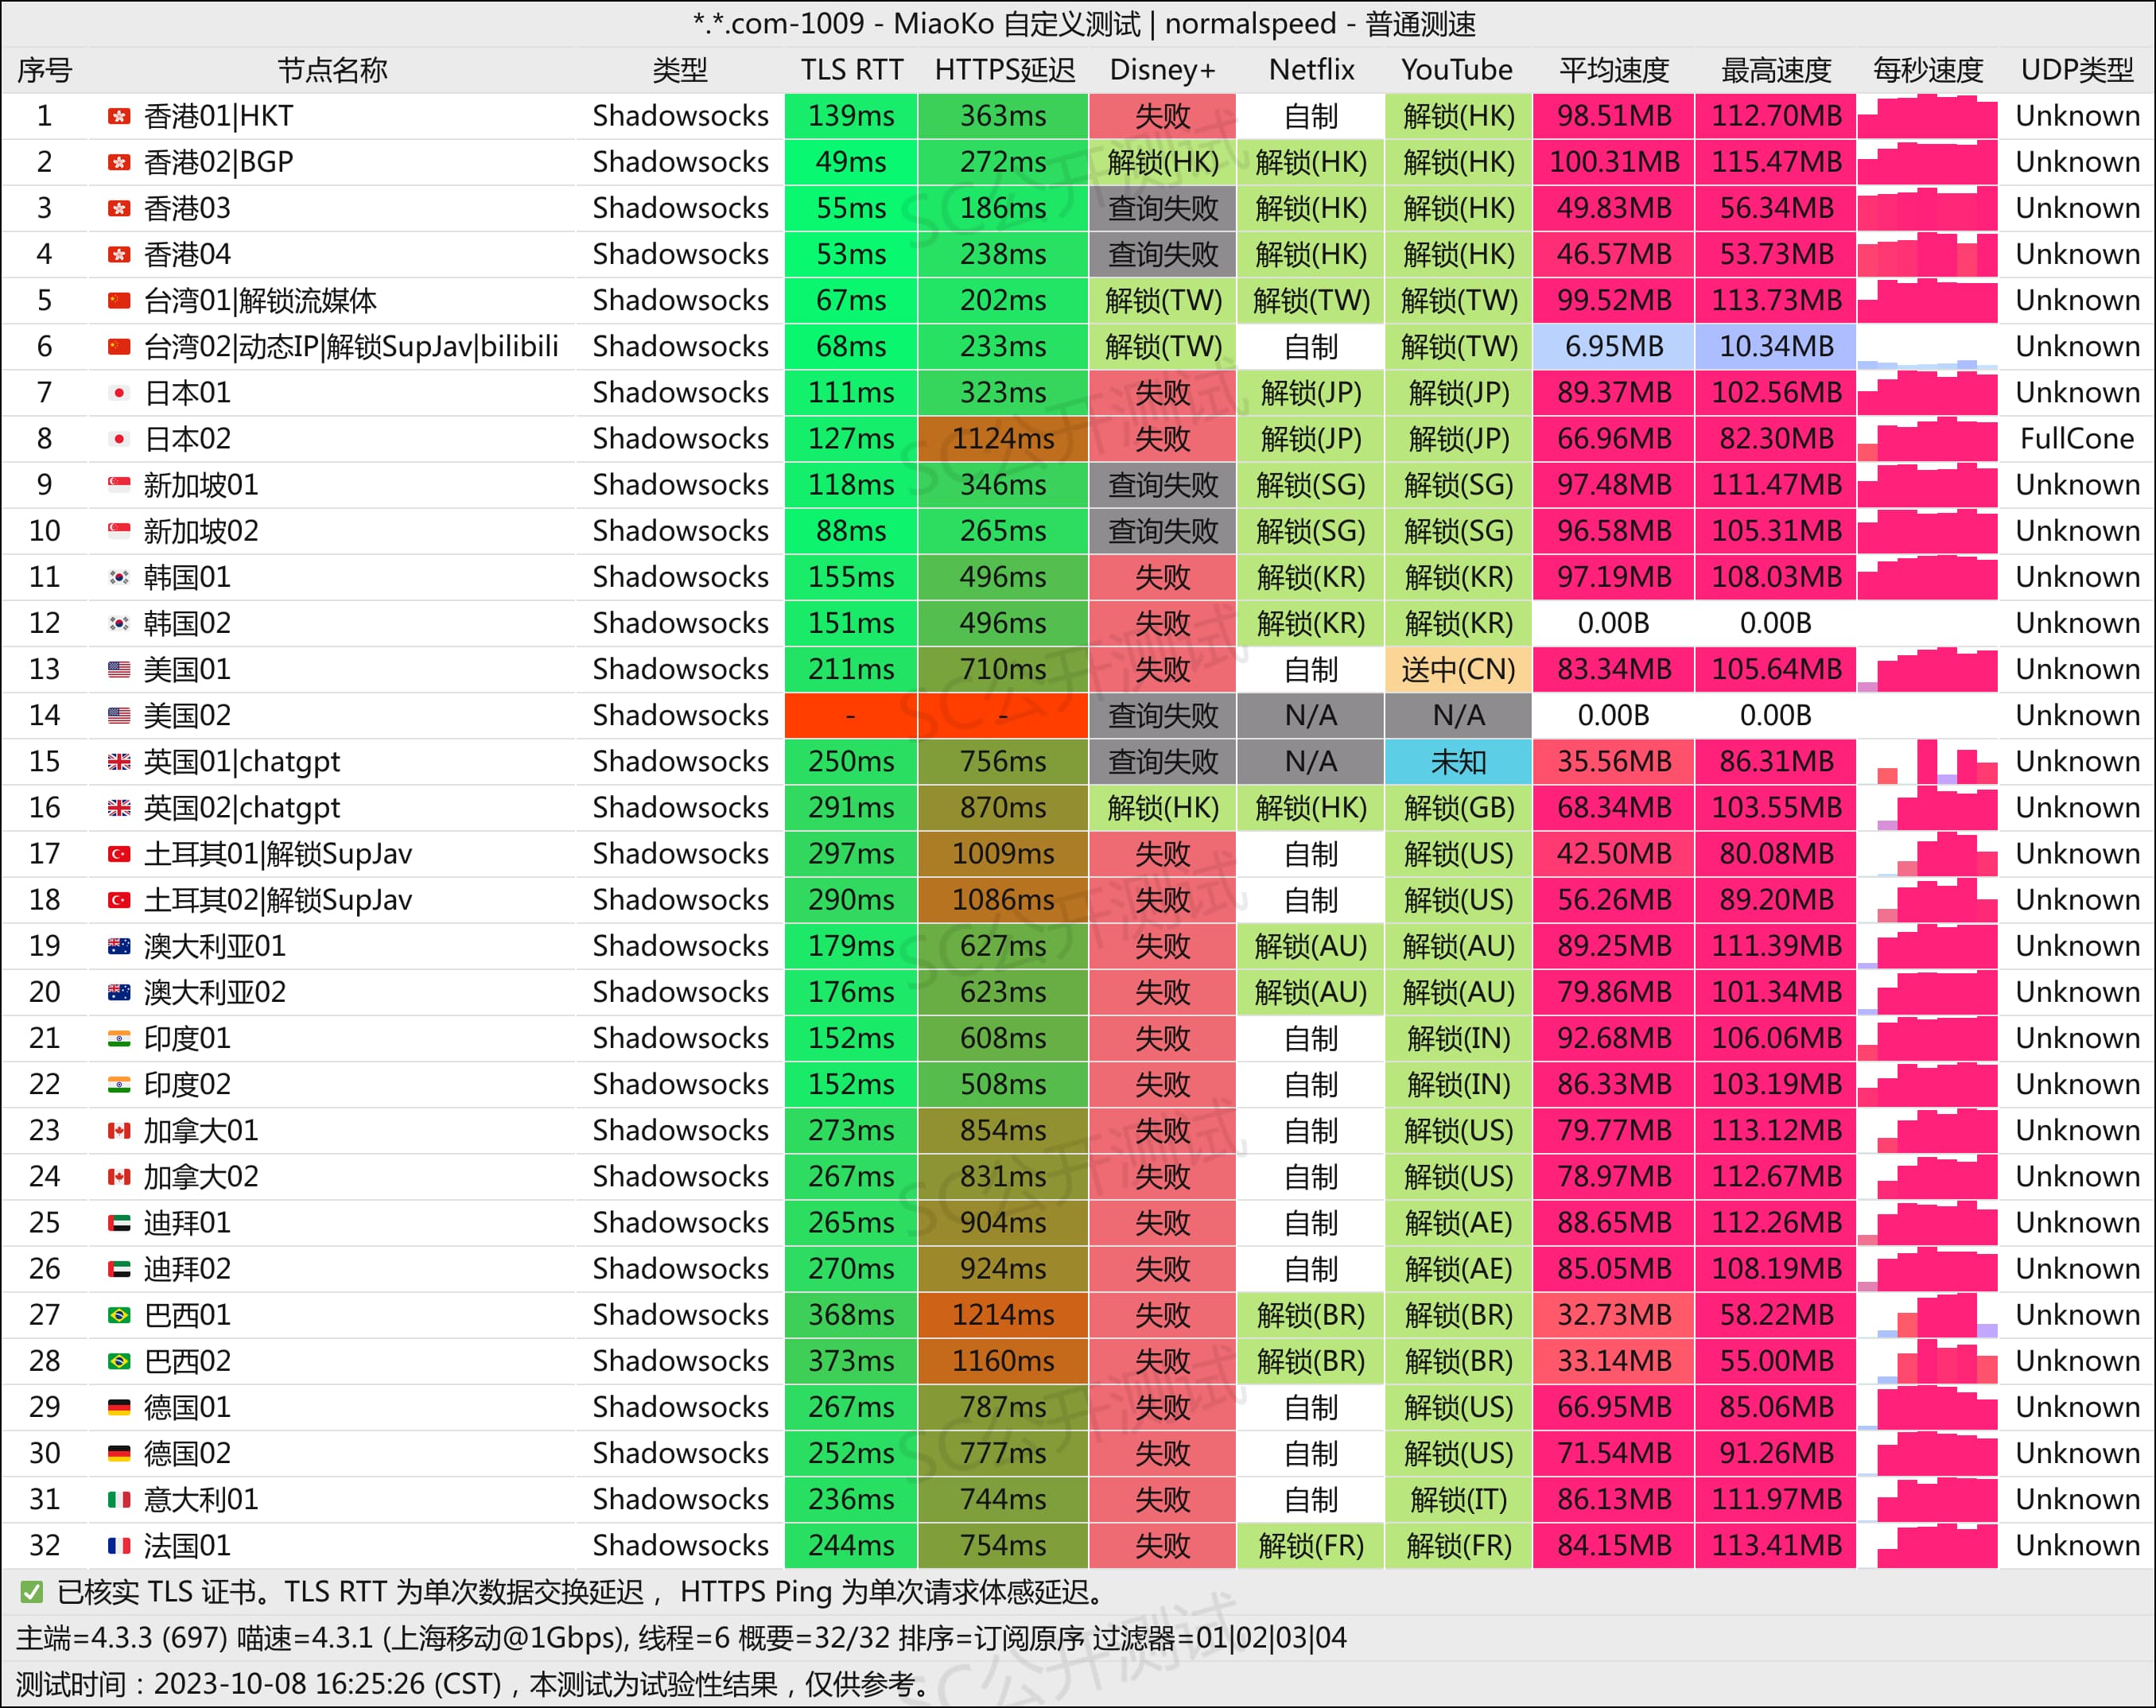 *.*.com-1009 - MiaoKo 自定义测试 | normalspeed - 普通测速
序号 节点名称 类型 TLS RTT HTTPS延迟 Disney+ Netflix YouTube 平均速度 最高速度 每秒速度 UDP类型
1 香港01|HKT Shadowsocks 139ms 363ms 失败 自制 解锁(HK) 98.51MB 112.70MB Unknown
2 香港02|BGP Shadowsocks 49ms 272ms 解锁(HK) 解锁(HK) 解锁(HK) 100.31MB 115.47MB Unknown
3 香港03 Shadowsocks 55ms 186ms 查询失败 解锁(HK) 解锁(HK) 49.83MB 56.34MB Unknown
4 香港04 Shadowsocks 53ms 238ms 查询失败 解锁(HK) 解锁(HK) 46.57MB 53.73MB Unknown
5 台湾01|解锁流媒体 Shadowsocks 67ms 202ms 解锁(TW) 解锁(TW) 解锁(TW) 99.52MB 113.73MB Unknown
6 台湾02|动态IP|解锁SupJav|bilibili Shadowsocks 68ms 233ms 解锁(TW) 自制 解锁(TW) 6.95MB 10.34MB Unknown
7 日本01 Shadowsocks 111ms 323ms 失败 解锁(JP) 解锁(JP) 89.37MB 102.56MB Unknown
8 日本02 Shadowsocks 127ms 1124ms 失败 解锁(JP) 解锁(JP) 66.96MB 82.30MB FullCone
9 新加坡01 Shadowsocks 118ms 346ms 查询失败 解锁(SG) 解锁(SG) 97.48MB 111.47MB Unknown
10 新加坡02 Shadowsocks 88ms 265ms 查询失败 解锁(SG) 解锁(SG) 96.58MB 105.31MB Unknown
11 韩国01 Shadowsocks 155ms 496ms 失败 解锁(KR) 解锁(KR) 97.19MB 108.03MB Unknown
12 韩国02 Shadowsocks 151ms 496ms 失败 解锁(KR) 解锁(KR) 0.00B 0.00B Unknown
13 美国01 Shadowsocks 211ms 710ms 失败 自制 送中(CN) 83.34MB 105.64MB Unknown
14 美国02 Shadowsocks - - 查询失败 N/A N/A 0.00B 0.00B Unknown
15 英国01|chatgpt Shadowsocks 250ms 756ms 查询失败 N/A 未知 35.56MB 86.31MB Unknown
16 英国02|chatgpt Shadowsocks 291ms 870ms 解锁(HK) 解锁(HK) 解锁(GB) 68.34MB 103.55MB Unknown
17 土耳其01|解锁SupJav Shadowsocks 297ms 1009ms 失败 自制 解锁(US) 42.50MB 80.08MB Unknown
18 土耳其02|解锁SupJav Shadowsocks 290ms 1086ms 失败 自制 解锁(US) 56.26MB 89.20MB Unknown
19 澳大利亚01 Shadowsocks 179ms 627ms 失败 解锁(AU) 解锁(AU) 89.25MB 111.39MB Unknown
20 澳大利亚02 Shadowsocks 176ms 623ms 失败 解锁(AU) 解锁(AU) 79.86MB 101.34MB Unknown
21 印度01 Shadowsocks 152ms 608ms 失败 自制 解锁(IN) 92.68MB 106.06MB Unknown
22 印度02 Shadowsocks 152ms 508ms 失败 自制 解锁(IN) 86.33MB 103.19MB Unknown
23 加拿大01 Shadowsocks 273ms 854ms 失败 自制 解锁(US) 79.77MB 113.12MB Unknown
24 加拿大02 Shadowsocks 267ms 831ms 失败 自制 解锁(US) 78.97MB 112.67MB Unknown
25 迪拜01 Shadowsocks 265ms 904ms 失败 自制 解锁(AE) 88.65MB 112.26MB Unknown
26 迪拜02 Shadowsocks 270ms 924ms 失败 自制 解锁(AE) 85.05MB 108.19MB Unknown
27 巴西01 Shadowsocks 368ms 1214ms 失败 解锁(BR) 解锁(BR) 32.73MB 58.22MB Unknown
28 巴西02 Shadowsocks 373ms 1160ms 失败 解锁(BR) 解锁(BR) 33.14MB 55.00MB Unknown
29 德国01 Shadowsocks 267ms 787ms 失败 自制 解锁(US) 66.95MB 85.06MB Unknown
30 德国02 Shadowsocks 252ms 777ms 失败 自制 解锁(US) 71.54MB 91.26MB Unknown
31 意大利01 Shadowsocks 236ms 744ms 失败 自制 解锁(IT) 86.13MB 111.97MB Unknown
32 法国01 Shadowsocks 244ms 754ms 失败 解锁(FR) 解锁(FR) 84.15MB 113.41MB Unknown
✅ 已核实 TLS 证书。TLS RTT 为单次数据交换延迟， HTTPS Ping 为单次请求体感延迟。
主端=4.3.3 (697) 喵速=4.3.1 (上海移动@1Gbps), 线程=6 概要=32/32 排序=订阅原序 过滤器=01|02|03|04
测试时间：2023-10-08 16:25:26 (CST)，本测试为试验性结果，仅供参考。
SC公开测试
SC公开测试
SC公开测试
SC公开测试
SC公开测试
SC公开测试
SC公开测试